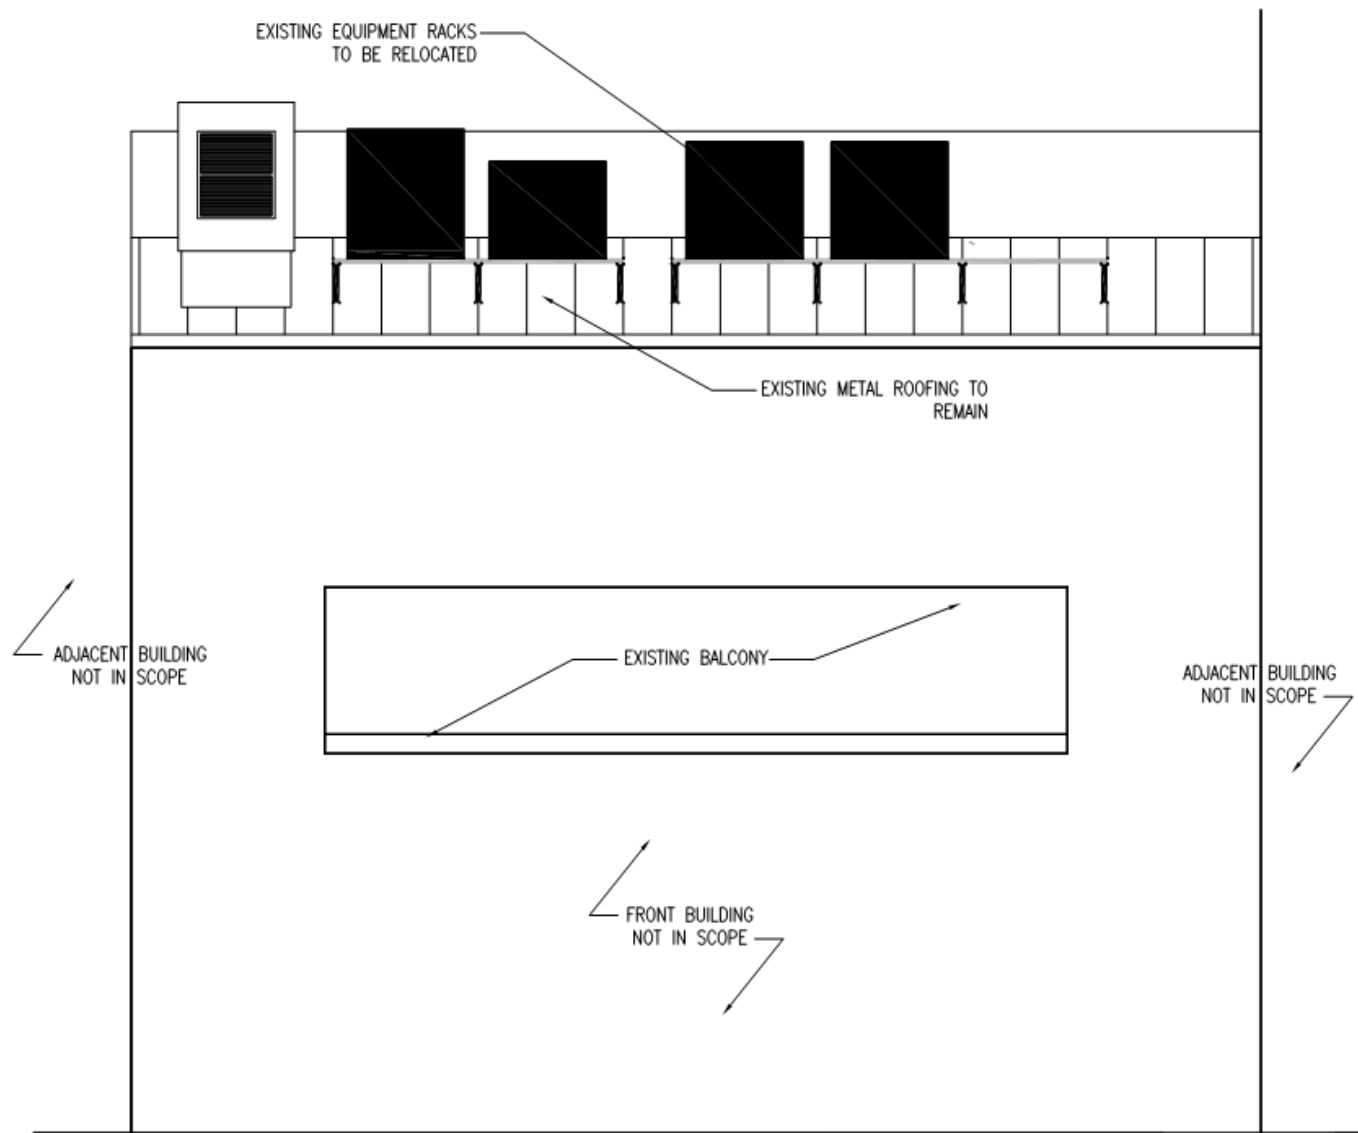 EXISTING EQUIPMENT RACKS
TO BE RELOCATED
EXISTING METAL ROOFING TO
REMAIN
ADJACENT BUILDING
NOT IN SCOPE
EXISTING BALCONY
ADJACENT BUILDING
NOT IN SCOPE
FRONT BUILDING
NOT IN SCOPE